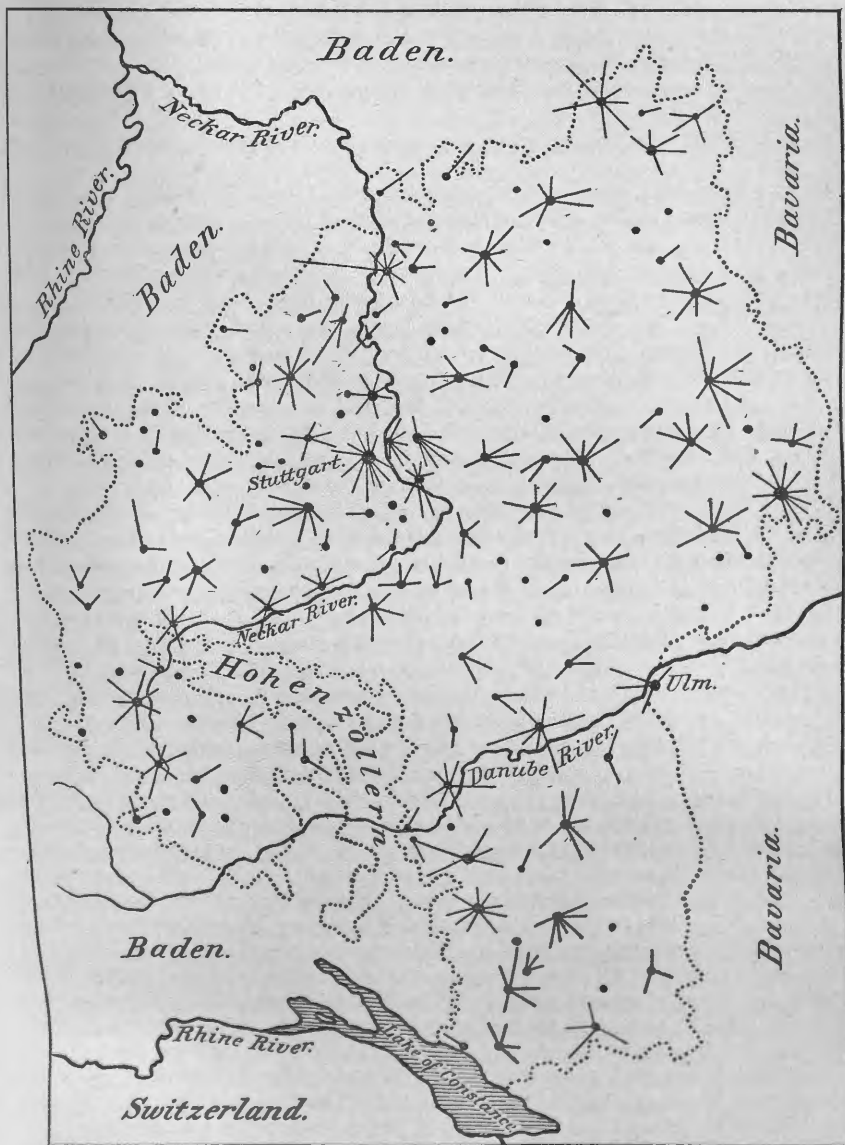 Baden.
Neckar River.
Rhine River.
Baden.
Bavaria.
Stuttgart.
Neckar River.
Hohenzollern
Ulm.
Danube River.
Bavaria.
Baden.
Rhine River.
Lake of Constance
Switzerland.